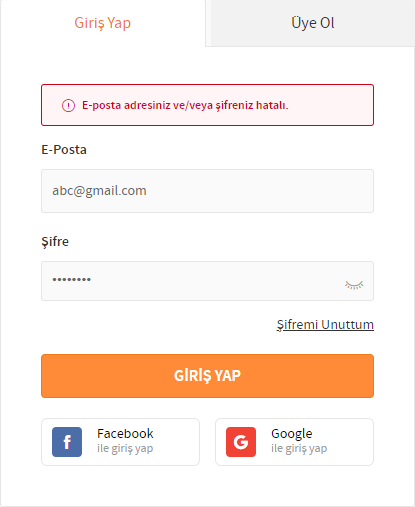 Giriş Yap
Üye Ol
E-posta adresiniz ve/veya şifreniz hatalı.
E-Posta
abc@gmail.com
Şifre
••••••••
Şifremi Unuttum
GİRİŞ YAP
Facebook
ile giriş yap
Google
ile giriş yap